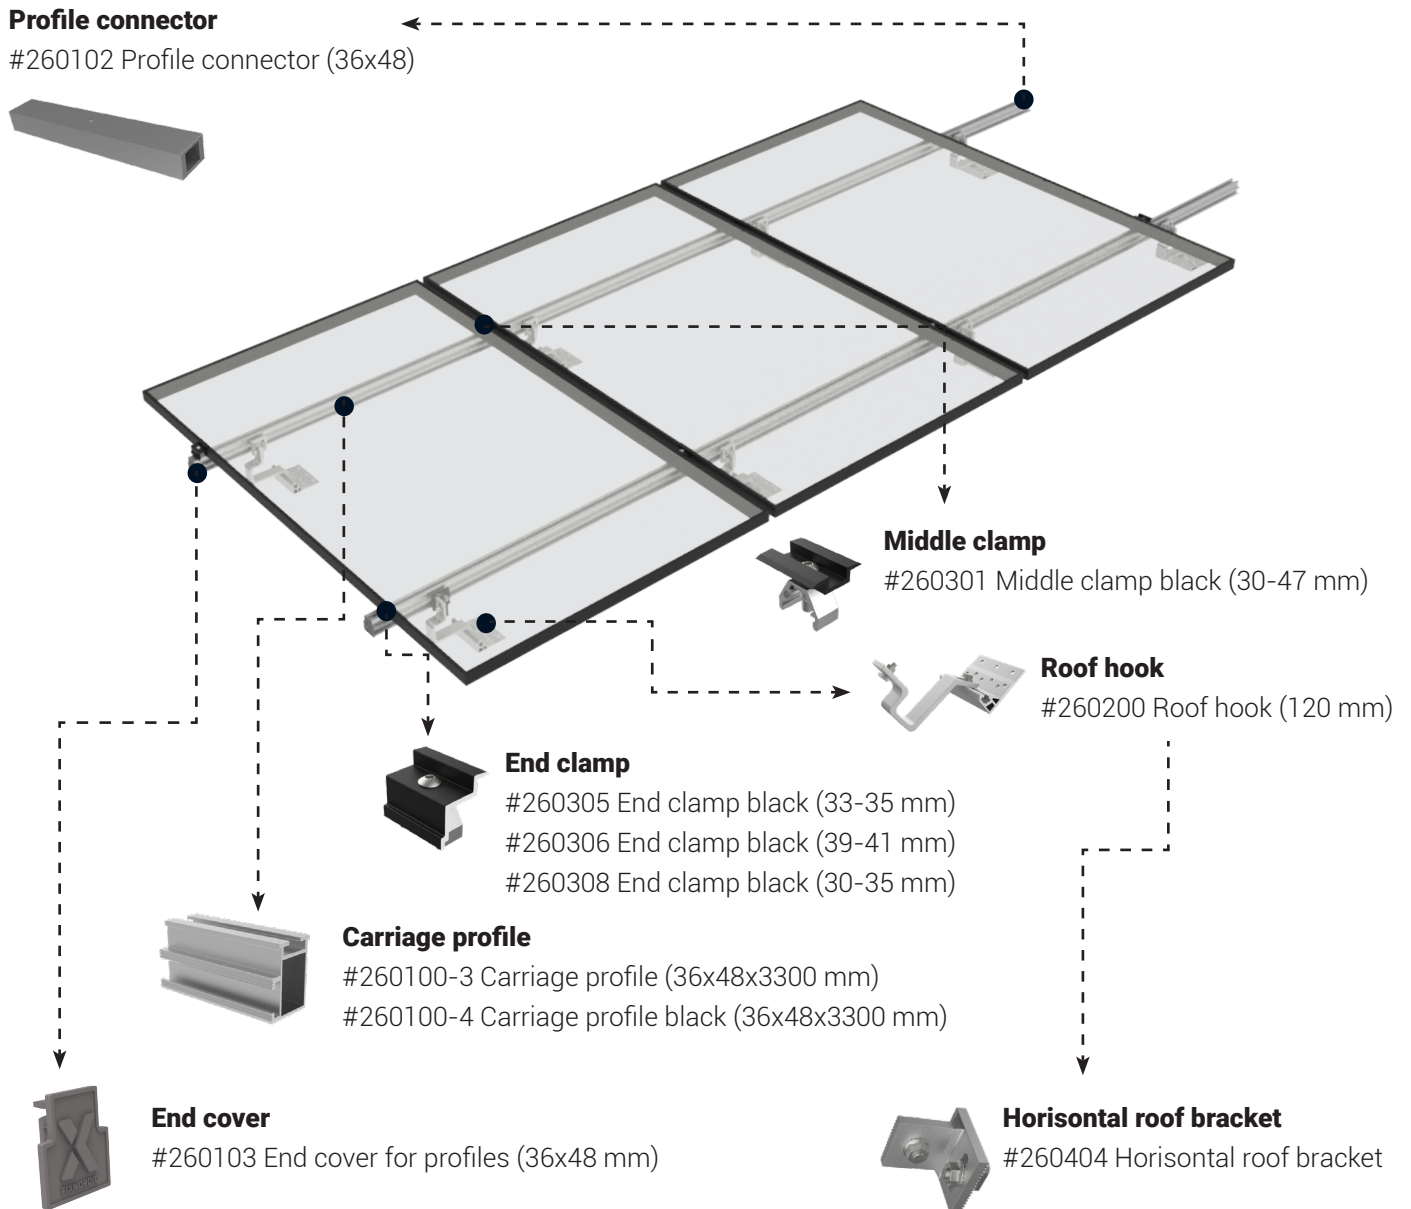 Profile connector
#260102 Profile connector (36x48)
Middle clamp
#260301 Middle clamp black (30-47 mm)
Roof hook
#260200 Roof hook (120 mm)
End clamp
#260305 End clamp black (33-35 mm)
#260306 End clamp black (39-41 mm)
#260308 End clamp black (30-35 mm)
Carriage profile
#260100-3 Carriage profile (36x48x3300 mm)
#260100-4 Carriage profile black (36x48x3300 mm)
End cover
#260103 End cover for profiles (36x48 mm)
X
FIXNORDIC
Horisontal roof bracket
#260404 Horisontal roof bracket